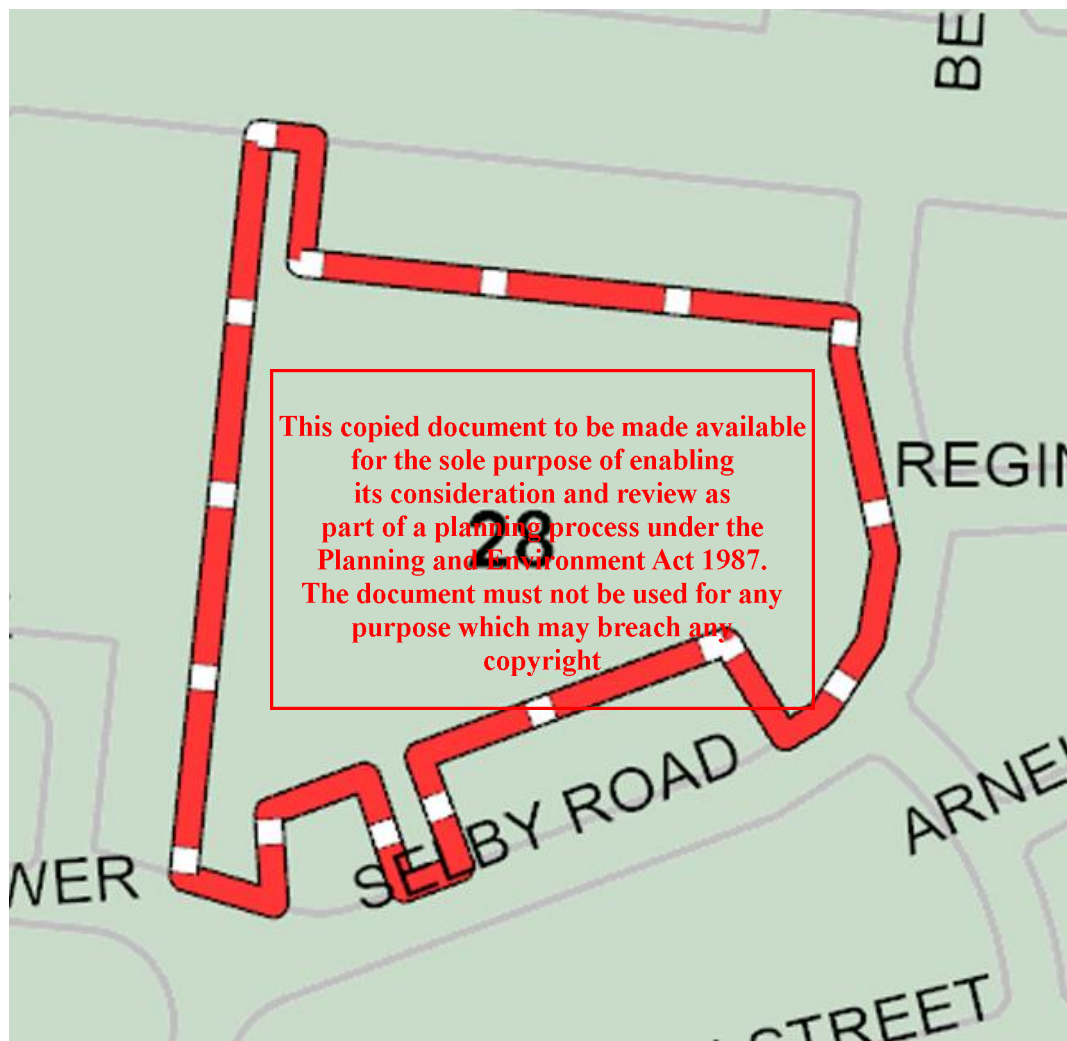 BE
REGIN
This copied document to be made available
for the sole purpose of enabling
its consideration and review as
part of a planning process under the
Planning and Environment Act 1987.
The document must not be used for any
purpose which may breach any
copyright
28
SELBY ROAD
ARNE
WER
STREET